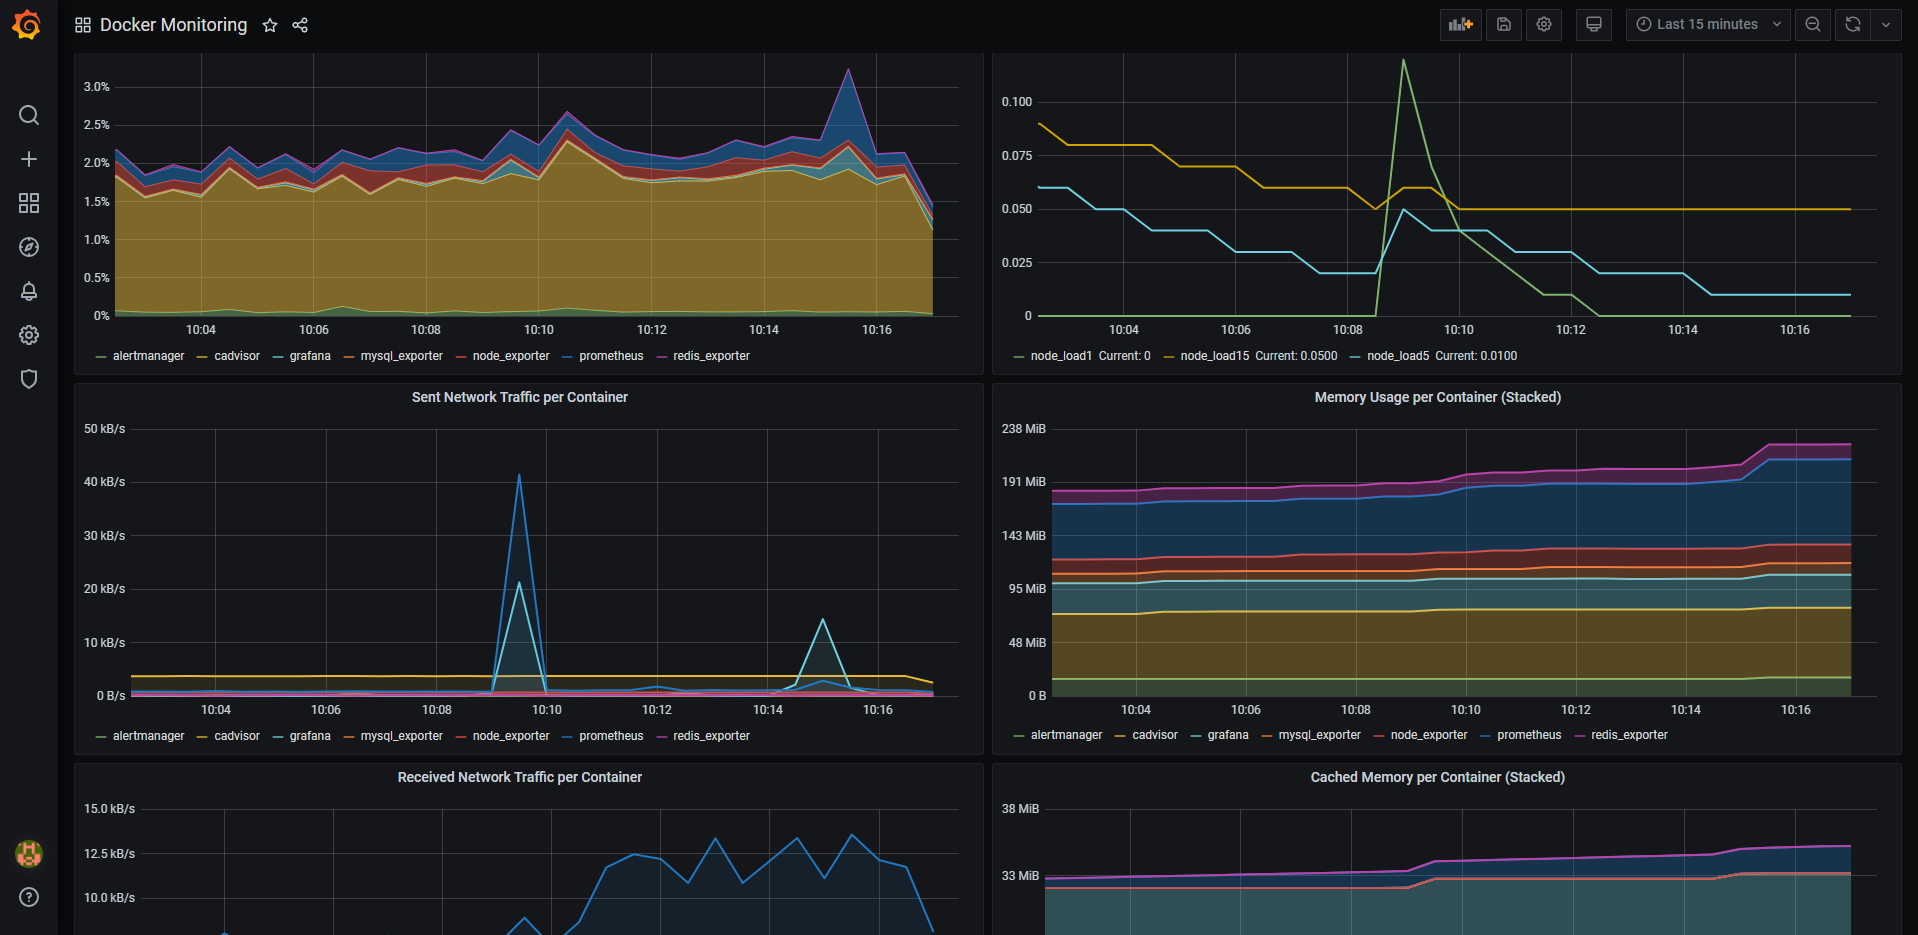 Docker Monitoring
Last 15 minutes
3.0%
2.5%
2.0%
1.5%
1.0%
0.5%
0%
10:04 10:06 10:08 10:10 10:12 10:14 10:16
alertmanager cadvisor grafana mysql_exporter node_exporter prometheus redis_exporter
0.100
0.075
0.050
0.025
0
10:04 10:06 10:08 10:10 10:12 10:14 10:16
node_load1 Current: 0 node_load15 Current: 0.0500 node_load5 Current: 0.0100
Sent Network Traffic per Container
50 kB/s
40 kB/s
30 kB/s
20 kB/s
10 kB/s
0 B/s
10:04 10:06 10:08 10:10 10:12 10:14 10:16
alertmanager cadvisor grafana mysql_exporter node_exporter prometheus redis_exporter
Memory Usage per Container (Stacked)
238 MiB
191 MiB
143 MiB
95 MiB
48 MiB
0 B
10:04 10:06 10:08 10:10 10:12 10:14 10:16
alertmanager cadvisor grafana mysql_exporter node_exporter prometheus redis_exporter
Received Network Traffic per Container
15.0 kB/s
12.5 kB/s
10.0 kB/s
Cached Memory per Container (Stacked)
38 MiB
33 MiB